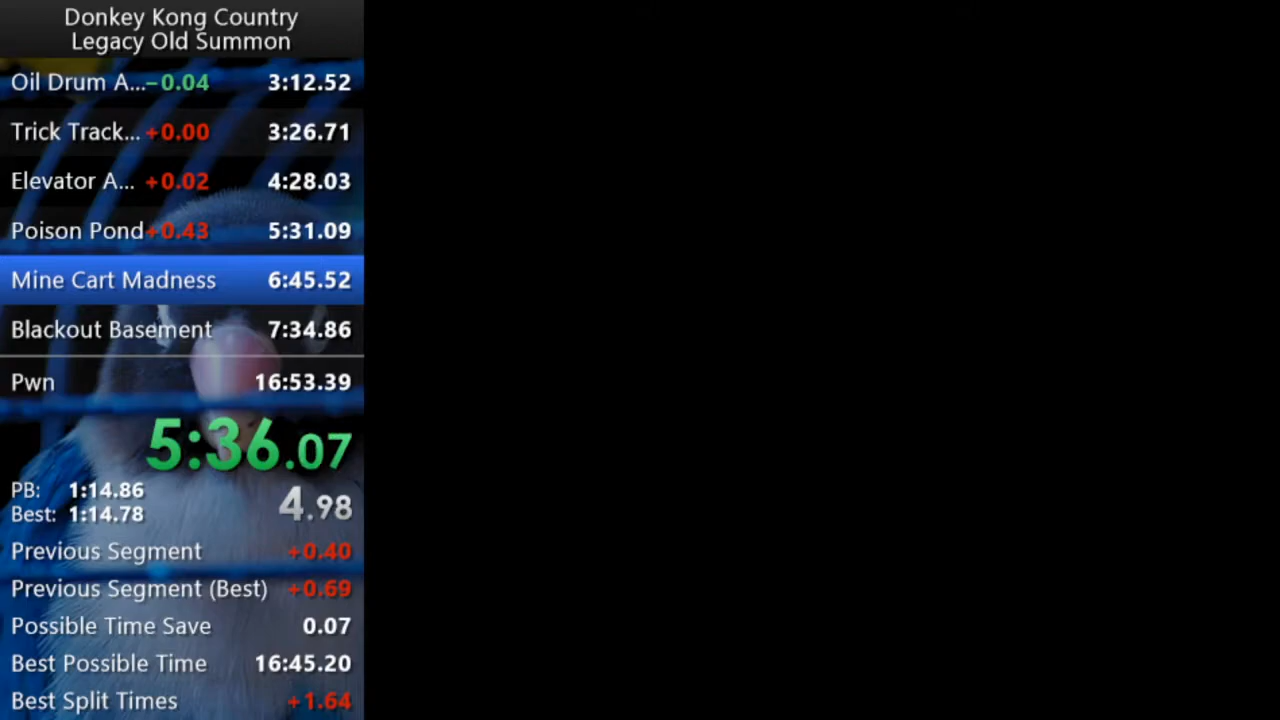 Donkey Kong Country
Legacy Old Summon
Oil Drum A... −0.04 3:12.52
Trick Track... +0.00 3:26.71
Elevator A... +0.02 4:28.03
Poison Pond +0.43 5:31.09
Mine Cart Madness 6:45.52
Blackout Basement 7:34.86
Pwn 16:53.39
5:36.07
PB: 1:14.86
Best: 1:14.78
4.98
Previous Segment +0.40
Previous Segment (Best) +0.69
Possible Time Save 0.07
Best Possible Time 16:45.20
Best Split Times +1.64